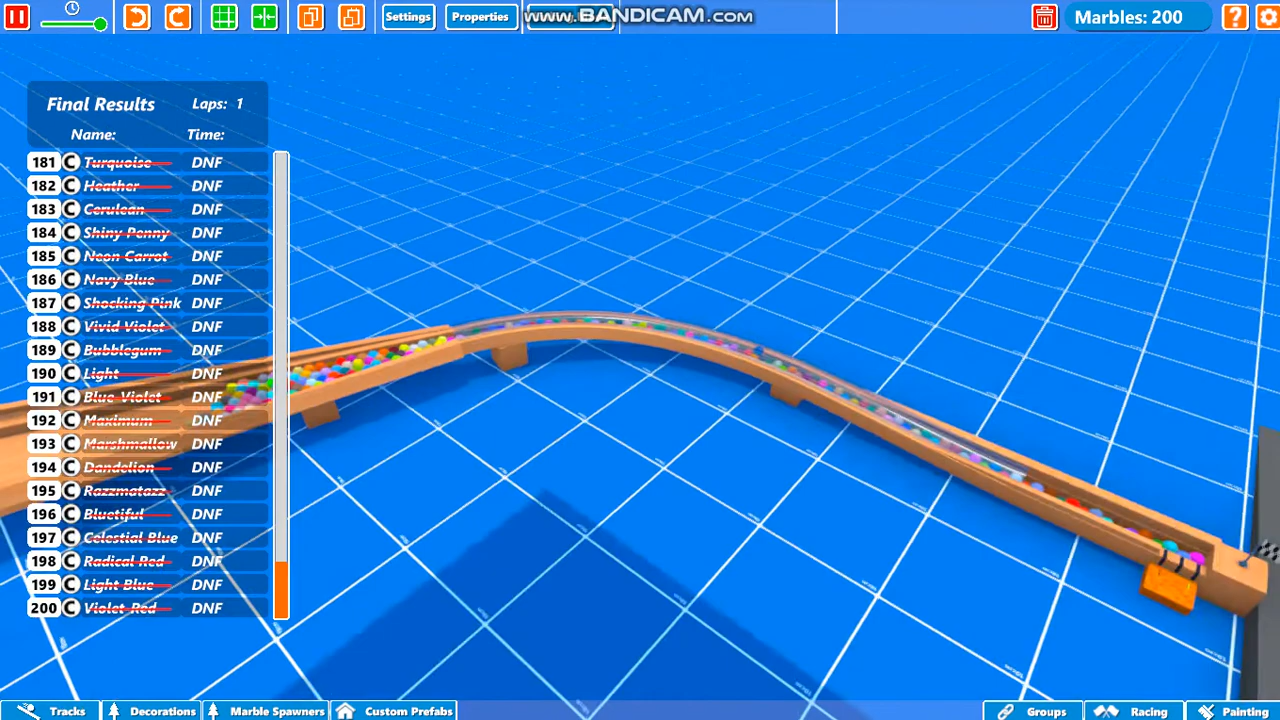 Settings Properties www.BANDICAM.com Marbles: 200
Final Results Laps: 1
Name: Time:
181 C Turquoise DNF
182 C Heather DNF
183 C Cerulean DNF
184 C Shiny Penny DNF
185 C Neon Carrot DNF
186 C Navy Blue DNF
187 C Shocking Pink DNF
188 C Vivid Violet DNF
189 C Bubblegum DNF
190 C Light DNF
191 C Blue Violet DNF
192 C Maximum DNF
193 C Marshmallow DNF
194 C Dandelion DNF
195 C Razzmatazz DNF
196 C Bluetiful DNF
197 C Celestial Blue DNF
198 C Radical Red DNF
199 C Light Blue DNF
200 C Violet Red DNF
Tracks Decorations Marble Spawners Custom Prefabs Groups Racing Painting